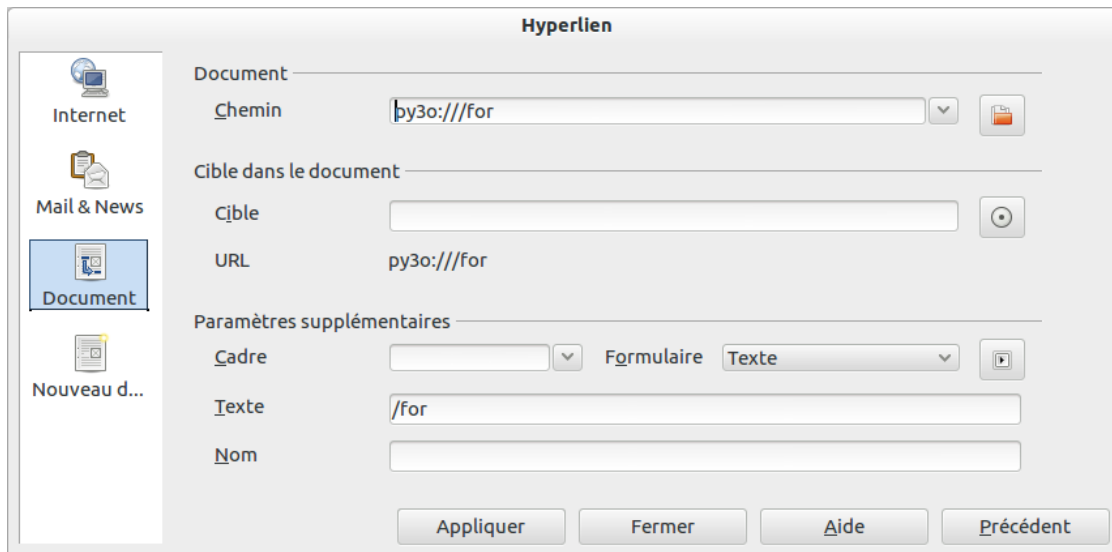 Hyperlien
Internet
Mail & News
Document
Nouveau d...
Document
Chemin py3o:///for
Cible dans le document
Cible
URL py3o:///for
Paramètres supplémentaires
Cadre Formulaire Texte
Texte /for
Nom
Appliquer Fermer Aide Précédent